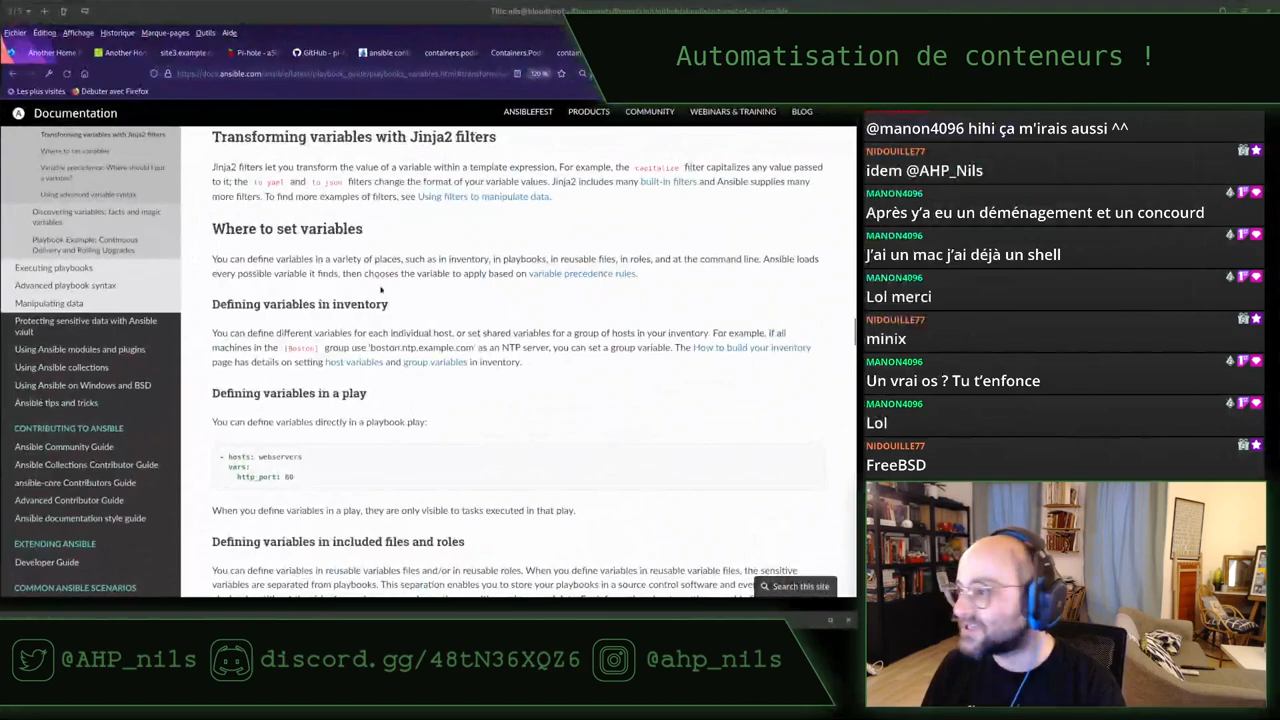 Fichier Édition Affichage Historique Marque-pages Outils Aide
Another Home
Another Ho
site3.example
Pi-hole - a5
GitHub - pi-
ansible.con
containers.pod
Containers.Pod
120 %
Les plus visités
Débuter avec Firefox
Automatisation de conteneurs !
Documentation
ANSIBLEFEST PRODUCTS COMMUNITY WEBINARS & TRAINING BLOG
Transforming variables with Jinja2 filters
Where to set variables
Variable precedence: Where should I put a variable?
Using advanced variable syntax
Discovering variables: facts and magic
variables
Playbook Example: Continuous
Delivery and Rolling Upgrades
Executing playbooks
Advanced playbook syntax
Manipulating data
Protecting sensitive data with Ansible
vault
Using Ansible modules and plugins
Using Ansible collections
Using Ansible on Windows and BSD
Ansible tips and tricks
CONTRIBUTING TO ANSIBLE
Ansible Community Guide
Ansible Collections Contributor Guide
ansible-core Contributors Guide
Advanced Contributor Guide
Ansible documentation style guide
EXTENDING ANSIBLE
Developer Guide
COMMON ANSIBLE SCENARIOS
Transforming variables with Jinja2 filters
Jinja2 filters let you transform the value of a variable within a template expression. For example, the capitalize filter capitalizes any value passed
to it; the to_yaml and to_json filters change the format of your variable values. Jinja2 includes many built-in filters and Ansible supplies many
more filters. To find more examples of filters, see Using filters to manipulate data.
Where to set variables
You can define variables in a variety of places, such as in inventory, in playbooks, in reusable files, in roles, and at the command line. Ansible loads
every possible variable it finds, then chooses the variable to apply based on variable precedence rules.
Defining variables in inventory
You can define different variables for each individual host, or set shared variables for a group of hosts in your inventory. For example, if all
machines in the [Boston] group use 'boston.ntp.example.com' as an NTP server, you can set a group variable. The How to build your inventory
page has details on setting host variables and group variables in inventory.
Defining variables in a play
You can define variables directly in a playbook play:
- hosts: webservers
vars:
http_port: 80
When you define variables in a play, they are only visible to tasks executed in that play.
Defining variables in included files and roles
You can define variables in reusable variables files and/or in reusable roles. When you define variables in reusable variable files, the sensitive
variables are separated from playbooks. This separation enables you to store your playbooks in a source control software and eve
Search this site
@manon4096 hihi ça m'irais aussi ^^
NIDOUILLE77
idem @AHP_Nils
MANON4096
Après y'a eu un déménagement et un concourd
MANON4096
J'ai un mac j'ai déjà un shell
MANON4096
Lol merci
NIDOUILLE77
minix
MANON4096
Un vrai os ? Tu t'enfonce
MANON4096
Lol
NIDOUILLE77
FreeBSD
@AHP_nils
discord.gg/48tN36XQZ6
@ahp_nils